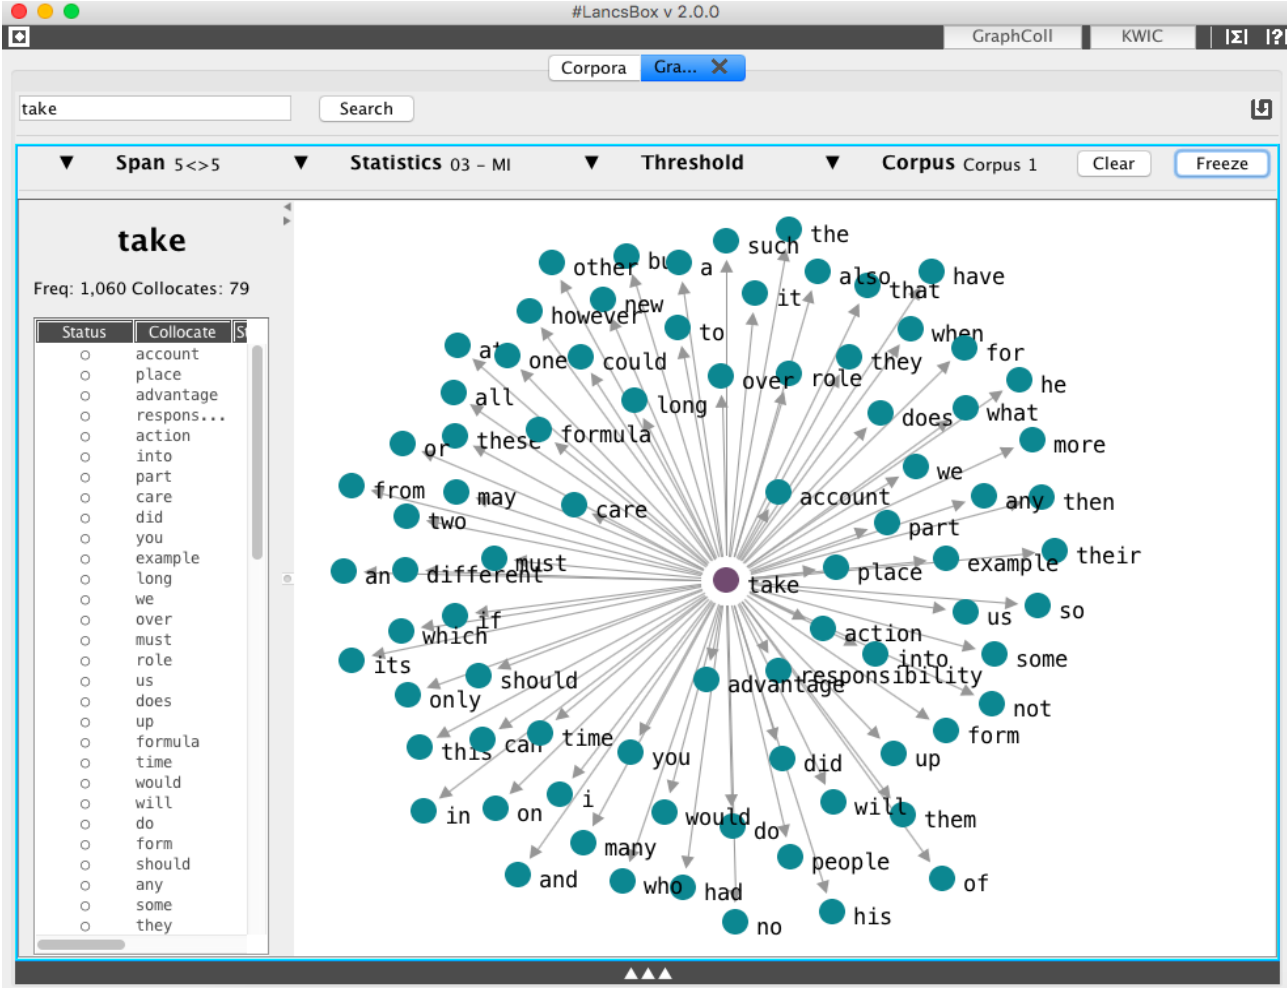 #LancsBox v 2.0.0
GraphColl KWIC |Σ| |?|
Corpora Gra...
take Search
Span 5<>5 Statistics 03 - MI Threshold Corpus Corpus 1 Clear Freeze
take
Freq: 1,060 Collocates: 79
Status Collocate St
account
place
advantage
respons...
action
into
part
care
did
you
example
long
we
over
must
role
us
does
up
formula
time
would
will
do
form
should
any
some
they
the
such
other bu a
also
that
have
it
new
however
to
when
for
at one could
they
over role
he
all
long
does
what
formula
these
or
more
we
from
may
account
any then
care
two
part
must
example
their
an different
place
take
so
us
if
which
action
into
some
its
should
responsibility
advantage
only
not
form
this can time
you
did
up
i
in
on
would
will
them
do
many
people
and
who had
of
his
no